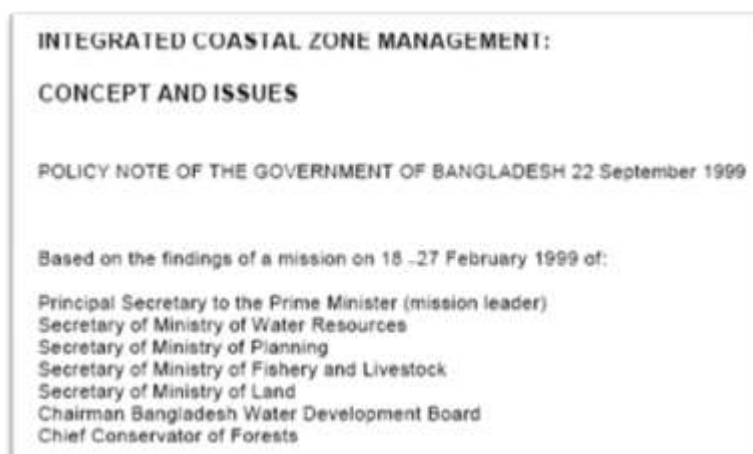 INTEGRATED COASTAL ZONE MANAGEMENT:
CONCEPT AND ISSUES
POLICY NOTE OF THE GOVERNMENT OF BANGLADESH 22 September 1999
Based on the findings of a mission on 18 -27 February 1999 of:
Principal Secretary to the Prime Minister (mission leader)
Secretary of Ministry of Water Resources
Secretary of Ministry of Planning
Secretary of Ministry of Fishery and Livestock
Secretary of Ministry of Land
Chairman Bangladesh Water Development Board
Chief Conservator of Forests